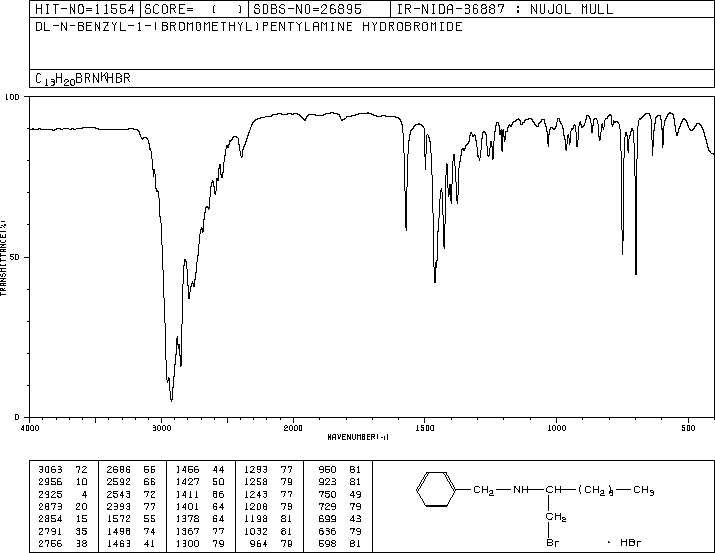 HIT-NO=11554 SCORE= ( ) SDBS-NO=26895 IR-NIDA-36887 : NUJOL MULL
DL-N-BENZYL-1-(BROMOMETHYL)PENTYLAMINE HYDROBROMIDE
C13H20BRN HBR
100
50
0
TRANSMITTANCE(%)
4000 3000 2000 1500 1000 500
WAVENUMBER(-1)
3063 72 2686 56 1456 44 1293 77 950 81
2956 10 2592 66 1427 50 1258 79 923 81
2925 4 2543 72 1411 66 1243 77 750 49
2873 20 2393 77 1401 64 1208 79 729 79
2854 15 1572 55 1378 64 1198 81 699 43
2791 35 1498 74 1367 77 1032 81 636 79
2756 38 1463 41 1300 79 964 79 598 81
CH2 NH CH (CH2)3 CH3
CH2
Br · HBr